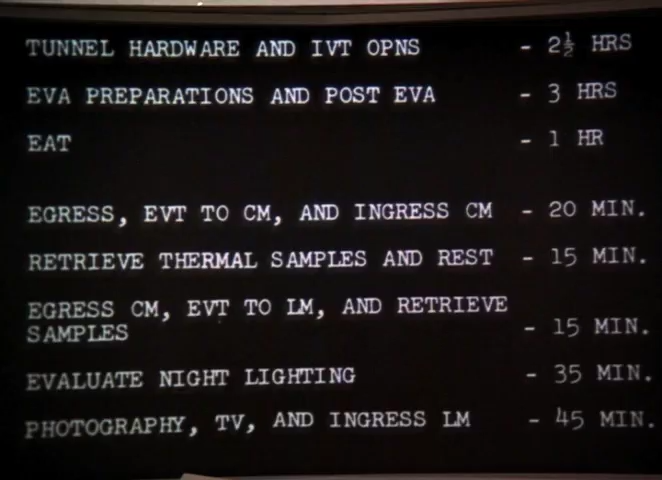 TUNNEL HARDWARE AND IVT OPNS - 2½ HRS
EVA PREPARATIONS AND POST EVA - 3 HRS
EAT - 1 HR
EGRESS, EVT TO CM, AND INGRESS CM - 20 MIN.
RETRIEVE THERMAL SAMPLES AND REST - 15 MIN.
EGRESS CM, EVT TO LM, AND RETRIEVE
SAMPLES - 15 MIN.
EVALUATE NIGHT LIGHTING - 35 MIN.
PHOTOGRAPHY, TV, AND INGRESS LM - 45 MIN.